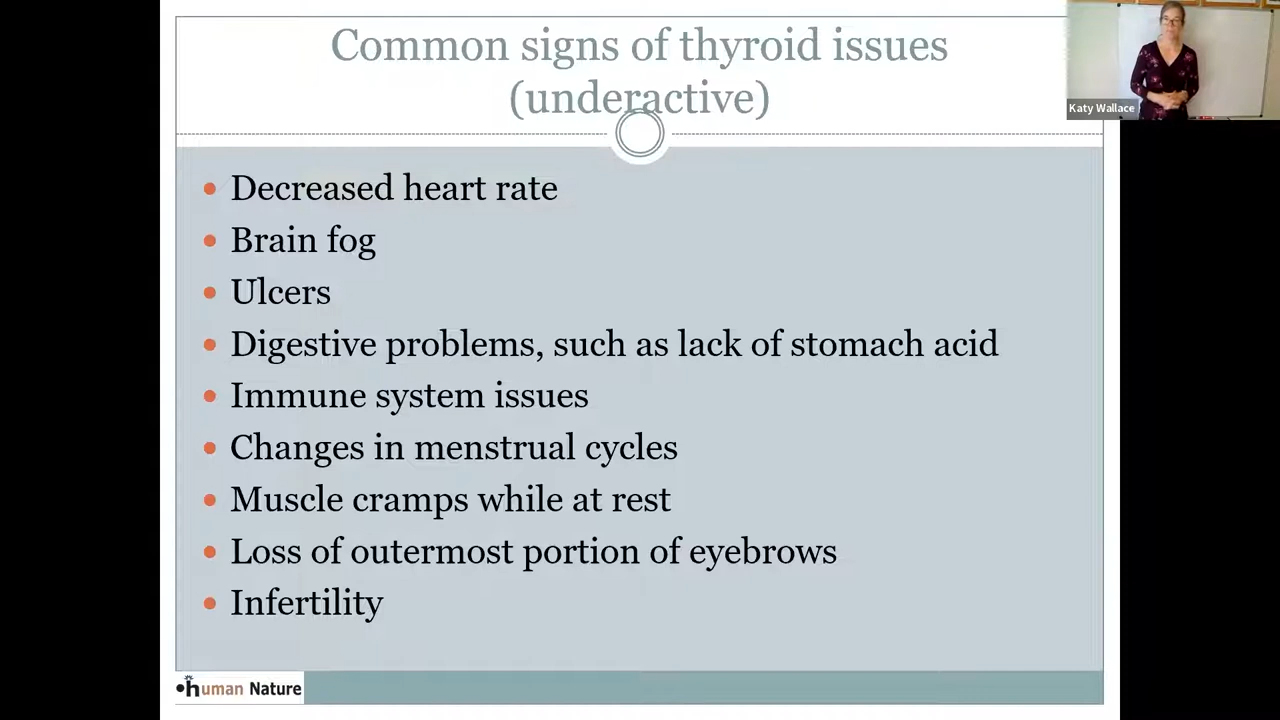 Common signs of thyroid issues
(underactive)
Katy Wallace
Decreased heart rate
Brain fog
Ulcers
Digestive problems, such as lack of stomach acid
Immune system issues
Changes in menstrual cycles
Muscle cramps while at rest
Loss of outermost portion of eyebrows
Infertility
human Nature